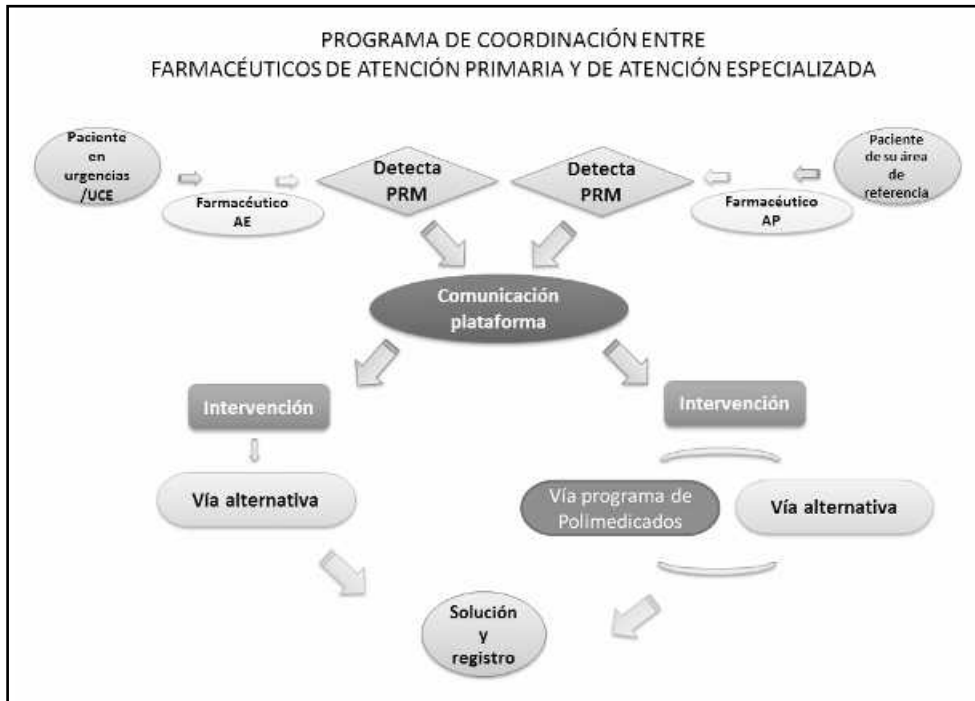 PROGRAMA DE COORDINACIÓN ENTRE
FARMACÉUTICOS DE ATENCIÓN PRIMARIA Y DE ATENCIÓN ESPECIALIZADA
Paciente
en
urgencias
/UCE
Farmacéutico
AE
Detecta
PRM
Detecta
PRM
Farmacéutico
AP
Paciente
de su área
de
referencia
Comunicación
plataforma
Intervención
Intervención
Vía alternativa
Vía programa de
Polimedicados
Vía alternativa
Solución
y
registro